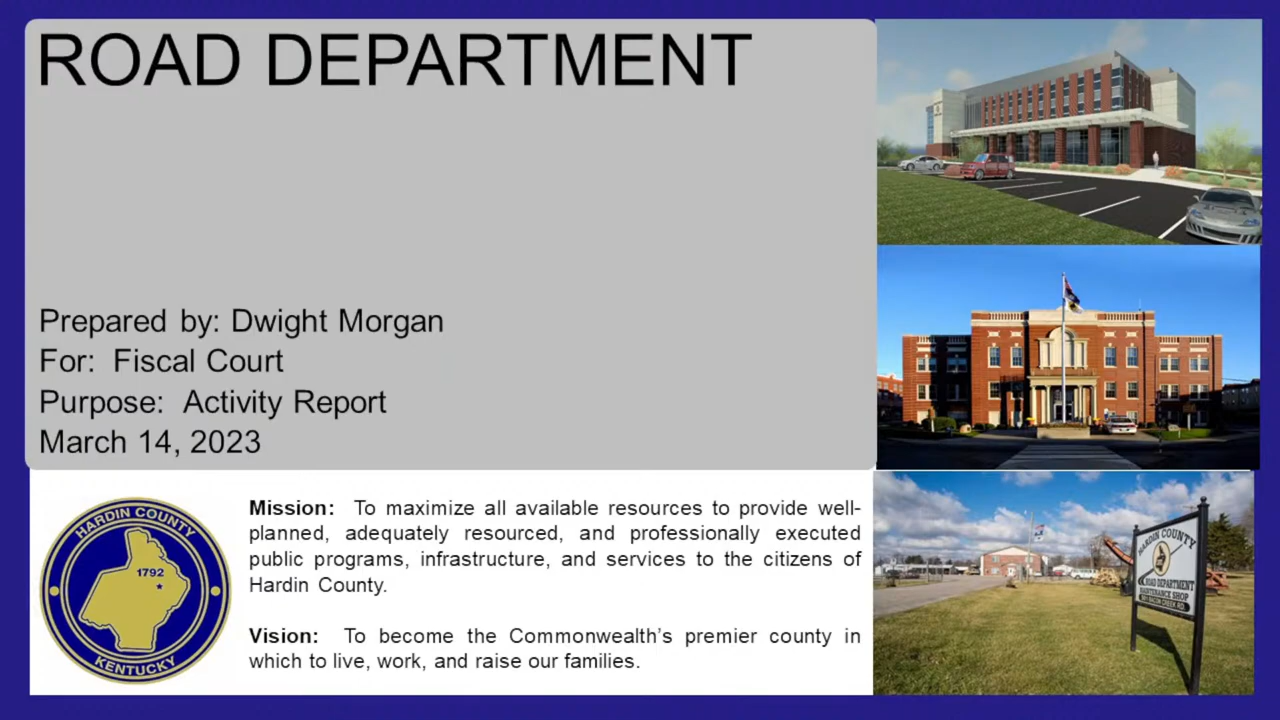 ROAD DEPARTMENT
Prepared by: Dwight Morgan
For: Fiscal Court
Purpose: Activity Report
March 14, 2023
HARDIN COUNTY
1792
KENTUCKY
Mission: To maximize all available resources to provide well-
planned, adequately resourced, and professionally executed
public programs, infrastructure, and services to the citizens of
Hardin County.
Vision: To become the Commonwealth's premier county in
which to live, work, and raise our families.
HARDIN COUNTY
ROAD DEPARTMENT
MAINTENANCE SHOP
BACON CREEK RD.